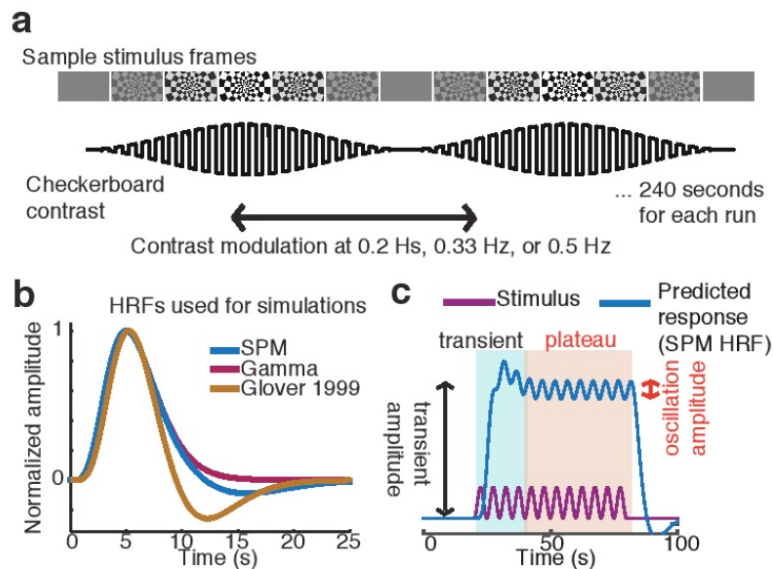 a
Sample stimulus frames
Checkerboard
contrast
... 240 seconds
for each run
Contrast modulation at 0.2 Hs, 0.33 Hz, or 0.5 Hz
b
HRFs used for simulations
Normalized amplitude
1
0
SPM
Gamma
Glover 1999
0
5
10
15
20
25
Time (s)
c
Stimulus
Predicted
response
(SPM HRF)
transient
plateau
transient
amplitude
oscillation
amplitude
0
50
100
Time (s)